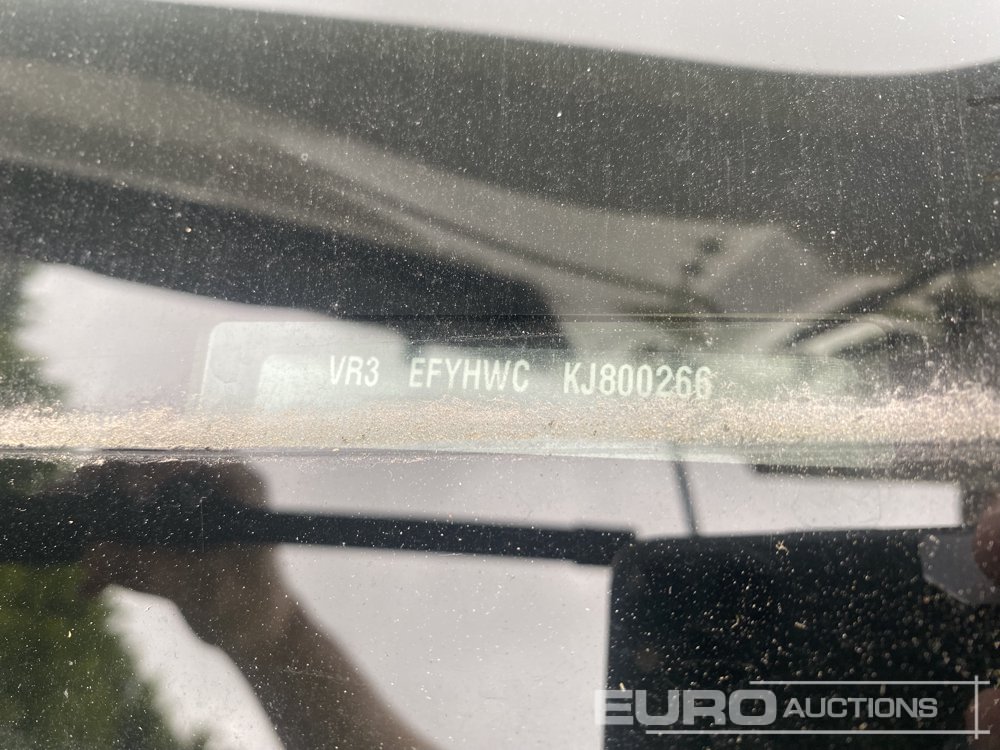 VR3 EFYHWC KJ800266
EURO AUCTIONS